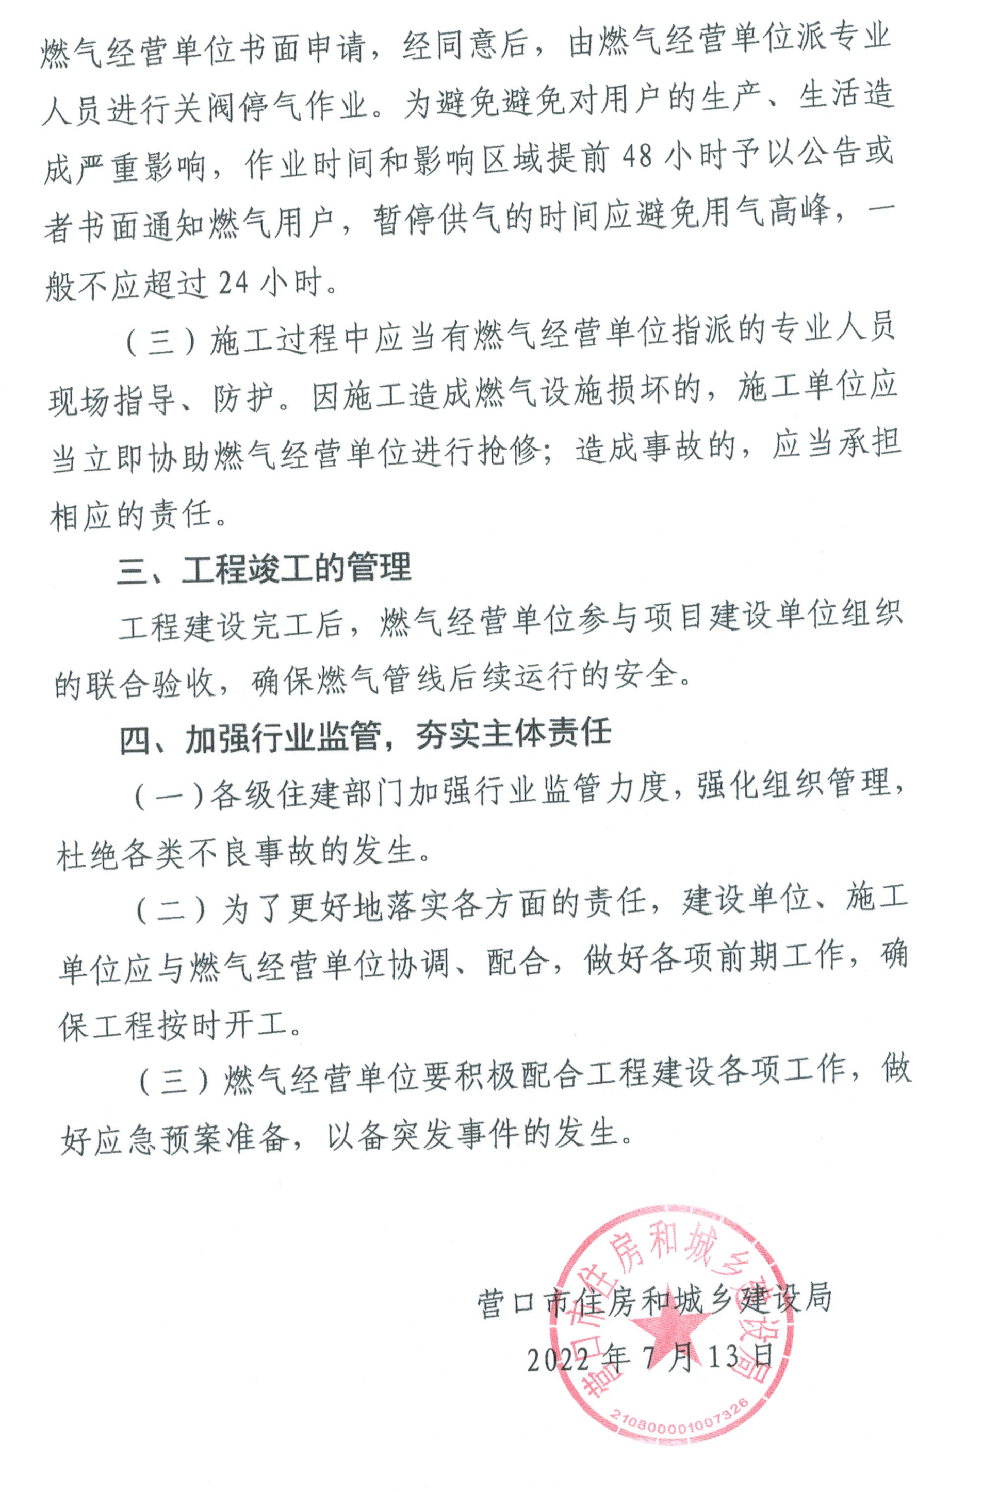 燃气经营单位书面申请，经同意后，由燃气经营单位派专业
人员进行关阀停气作业。为避免避免对用户的生产、生活造
成严重影响，作业时间和影响区域提前 48 小时予以公告或
者书面通知燃气用户，暂停供气的时间应避免用气高峰，一
般不应超过 24 小时。
（三）施工过程中应当有燃气经营单位指派的专业人员
现场指导、防护。因施工造成燃气设施损坏的，施工单位应
当立即协助燃气经营单位进行抢修；造成事故的，应当承担
相应的责任。
三、工程竣工的管理
工程建设完工后，燃气经营单位参与项目建设单位组织
的联合验收，确保燃气管线后续运行的安全。
四、加强行业监管，夯实主体责任
（一）各级住建部门加强行业监管力度，强化组织管理，
杜绝各类不良事故的发生。
（二）为了更好地落实各方面的责任，建设单位、施工
单位应与燃气经营单位协调、配合，做好各项前期工作，确
保工程按时开工。
（三）燃气经营单位要积极配合工程建设各项工作，做
好应急预案准备，以备突发事件的发生。
营口市住房和城乡建设局
2022 年 7 月 13 日
营口市住房和城乡建设局
210800001007326